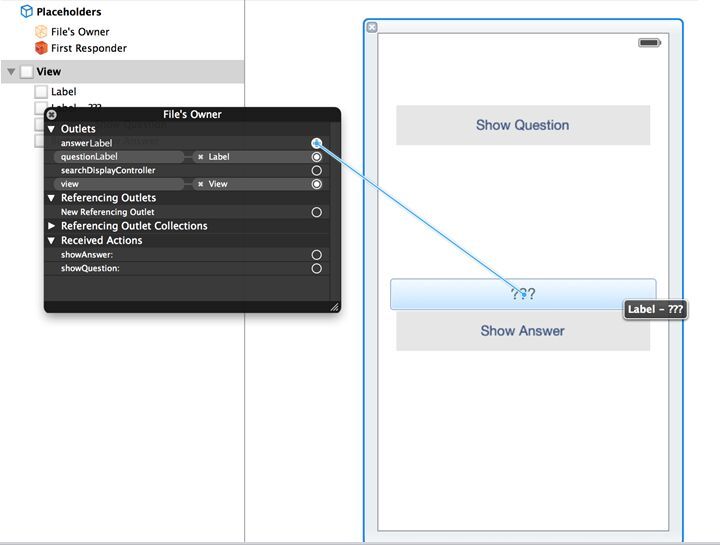 Placeholders
File's Owner
First Responder
View
Label
Label – ???
File's Owner
Outlets
answerLabel
questionLabel
Label
searchDisplayController
view
View
Referencing Outlets
New Referencing Outlet
Referencing Outlet Collections
Received Actions
showAnswer:
showQuestion:
Show Question
???
Label – ???
Show Answer